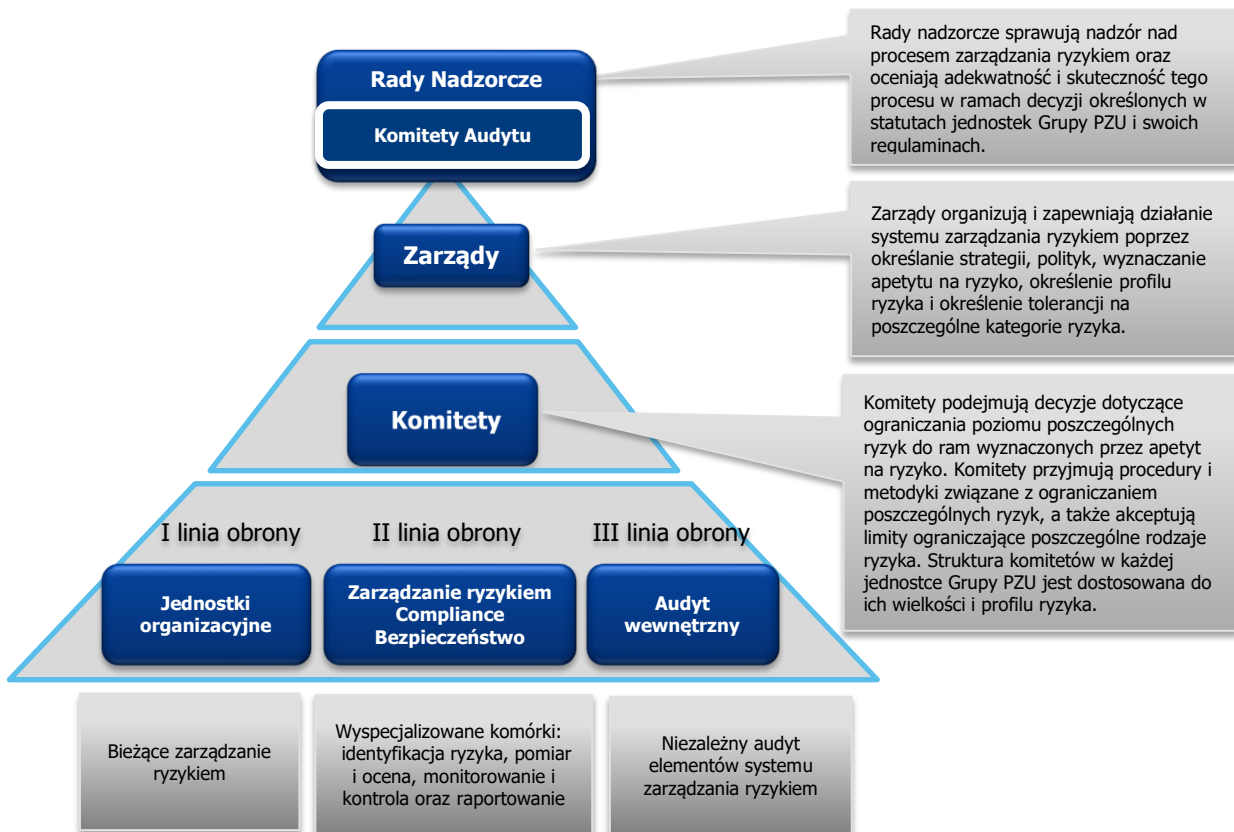 Rady Nadzorcze
Komitety Audytu
Rady nadzorcze sprawują nadzór nad
procesem zarządzania ryzykiem oraz
oceniają adekwatność i skuteczność tego
procesu w ramach decyzji określonych w
statutach jednostek Grupy PZU i swoich
regulaminach.
Zarządy
Zarządy organizują i zapewniają działanie
systemu zarządzania ryzykiem poprzez
określanie strategii, polityk, wyznaczanie
apetytu na ryzyko, określenie profilu
ryzyka i określenie tolerancji na
poszczególne kategorie ryzyka.
Komitety
Komitety podejmują decyzje dotyczące
ograniczania poziomu poszczególnych
ryzyk do ram wyznaczonych przez apetyt
na ryzyko. Komitety przyjmują procedury i
metodyki związane z ograniczaniem
poszczególnych ryzyk, a także akceptują
limity ograniczające poszczególne rodzaje
ryzyka. Struktura komitetów w każdej
jednostce Grupy PZU jest dostosowana do
ich wielkości i profilu ryzyka.
I linia obrony
II linia obrony
III linia obrony
Jednostki
organizacyjne
Zarządzanie ryzykiem
Compliance
Bezpieczeństwo
Audyt
wewnętrzny
Bieżące zarządzanie
ryzykiem
Wyspecjalizowane komórki:
identyfikacja ryzyka, pomiar
i ocena, monitorowanie i
kontrola oraz raportowanie
Niezależny audyt
elementów systemu
zarządzania ryzykiem